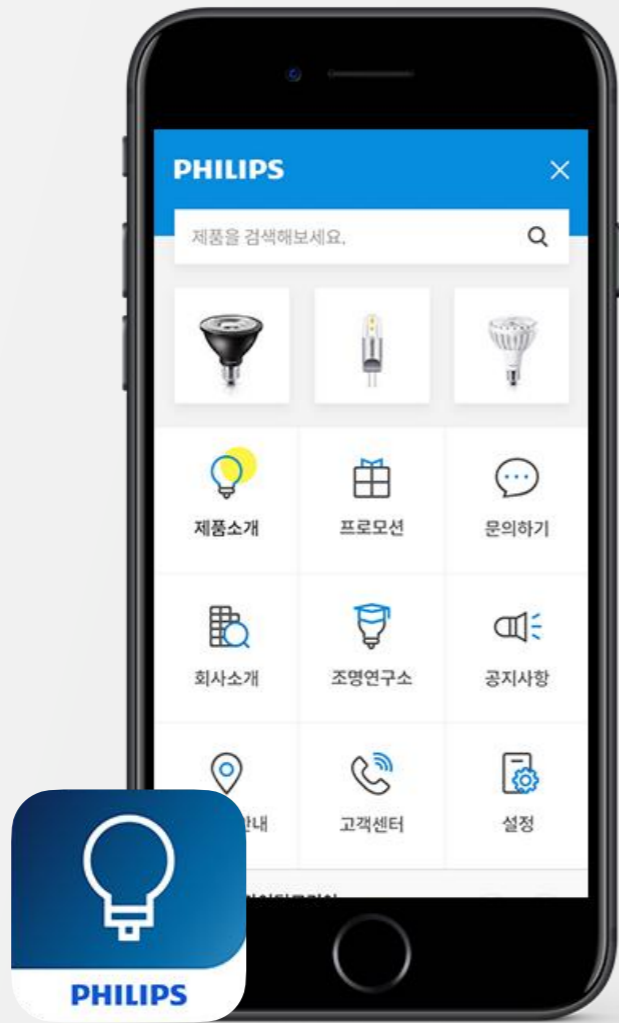 PHILIPS
제품을 검색해보세요.
제품소개
프로모션
문의하기
회사소개
조명연구소
공지사항
안내
고객센터
설정
PHILIPS